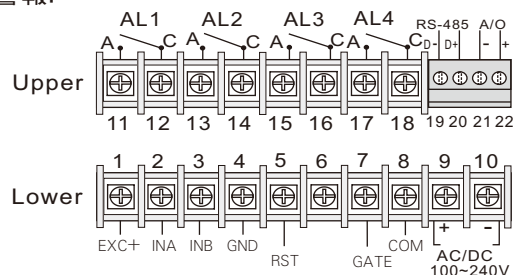 警報:
AL1 AL2 AL3 AL4 RS-485 A/O
A C A C A C A C D- D+ - +
Upper
11 12 13 14 15 16 17 18 19 20 21 22
1 2 3 4 5 6 7 8 9 10
Lower
EXC+ INA INB GND RST GATE COM + -
AC/DC
100~240V